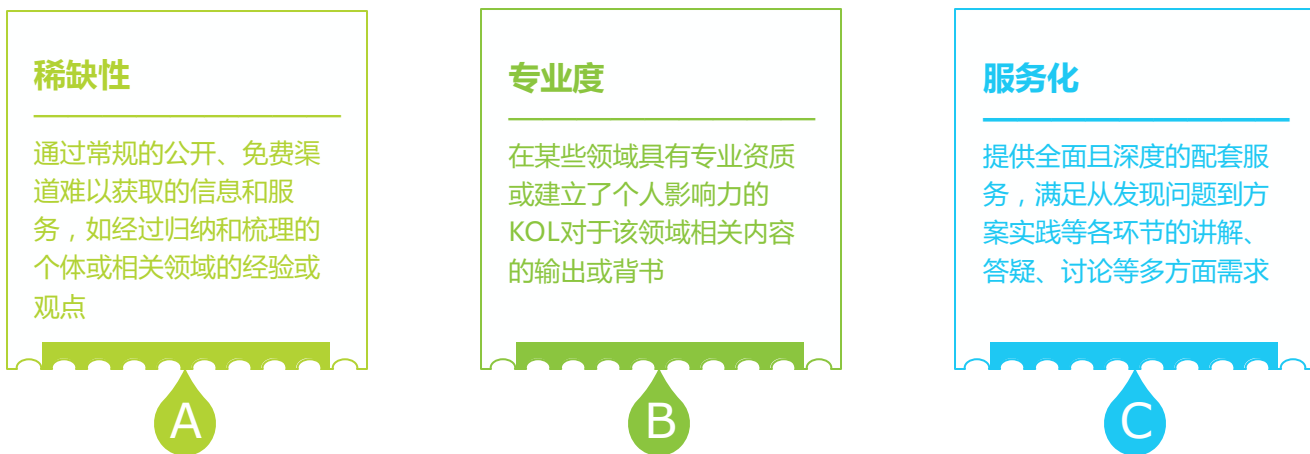 稀缺性
通过常规的公开、免费渠
道难以获取的信息和服
务，如经过归纳和梳理的
个体或相关领域的经验或
观点
A
专业度
在某些领域具有专业资质
或建立了个人影响力的
KOL对于该领域相关内容
的输出或背书
B
服务化
提供全面且深度的配套服
务，满足从发现问题到方
案实践等各环节的讲解、
答疑、讨论等多方面需求
C